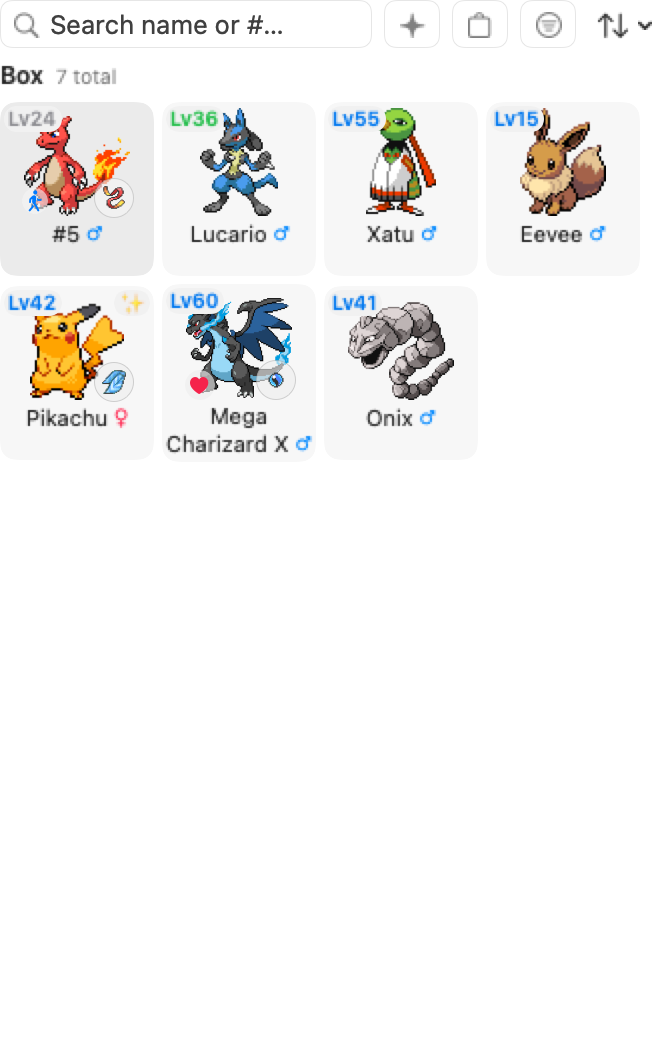 Search name or #...
Box 7 total
Lv24
Lv36
Lv55
Lv15
#5 ♂
Lucario ♂
Xatu ♂
Eevee ♂
Lv42
Lv60
Lv41
Pikachu ♀
Mega
Charizard X ♂
Onix ♂